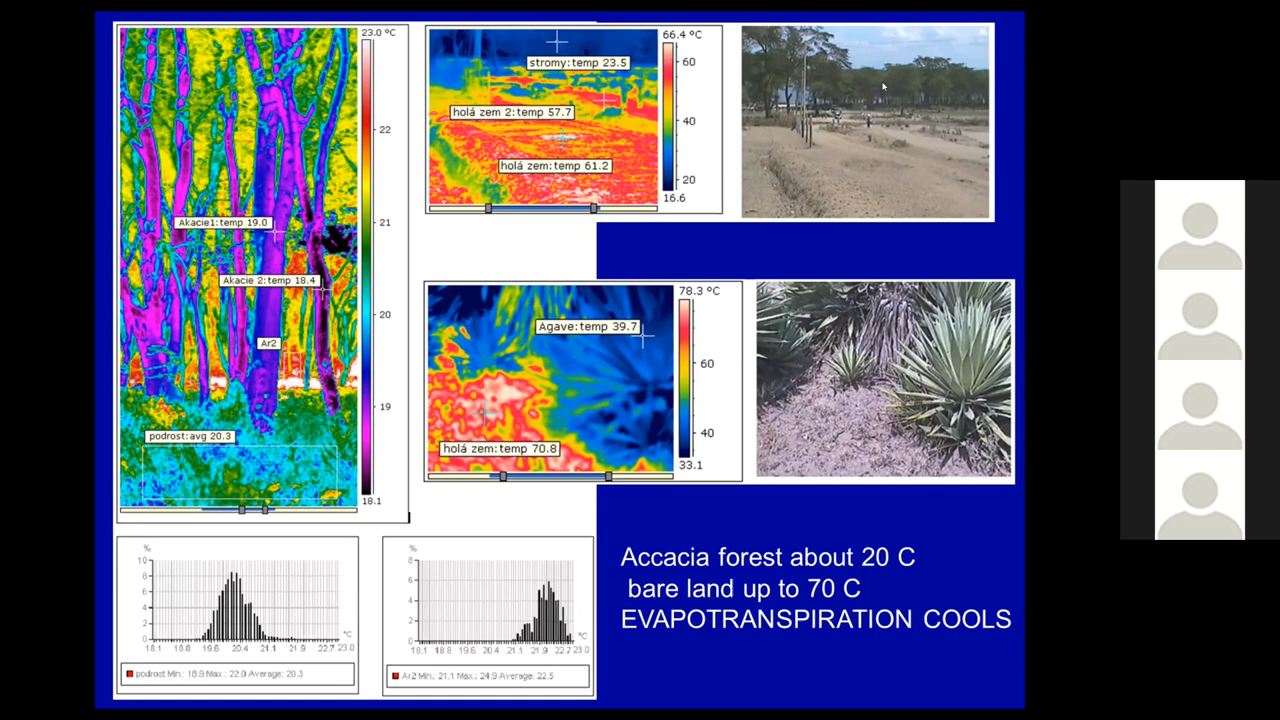 23.0 °C
22
21
20
19
18.1
Akacie1: temp 19.0
Akacie 2: temp 18.4
Ar2
podrost: avg 20.3
66.4 °C
60
40
20
16.6
stromy: temp 23.5
holá zem 2: temp 57.7
holá zem: temp 61.2
78.3 °C
60
40
33.1
Agave: temp 39.7
holá zem: temp 70.8
%
10
8
6
4
2
0
°C
18.1 18.8 19.6 20.4 21.1 21.9 22.7 23.0
podrost Min.: 18.9 Max.: 22.0 Average: 20.3
%
8
6
4
2
0
°C
18.1 18.8 19.6 20.4 21.1 21.9 22.7 23.0
Ar2 Min.: 21.1 Max.: 24.9 Average: 22.5
Accacia forest about 20 C
bare land up to 70 C
EVAPOTRANSPIRATION COOLS